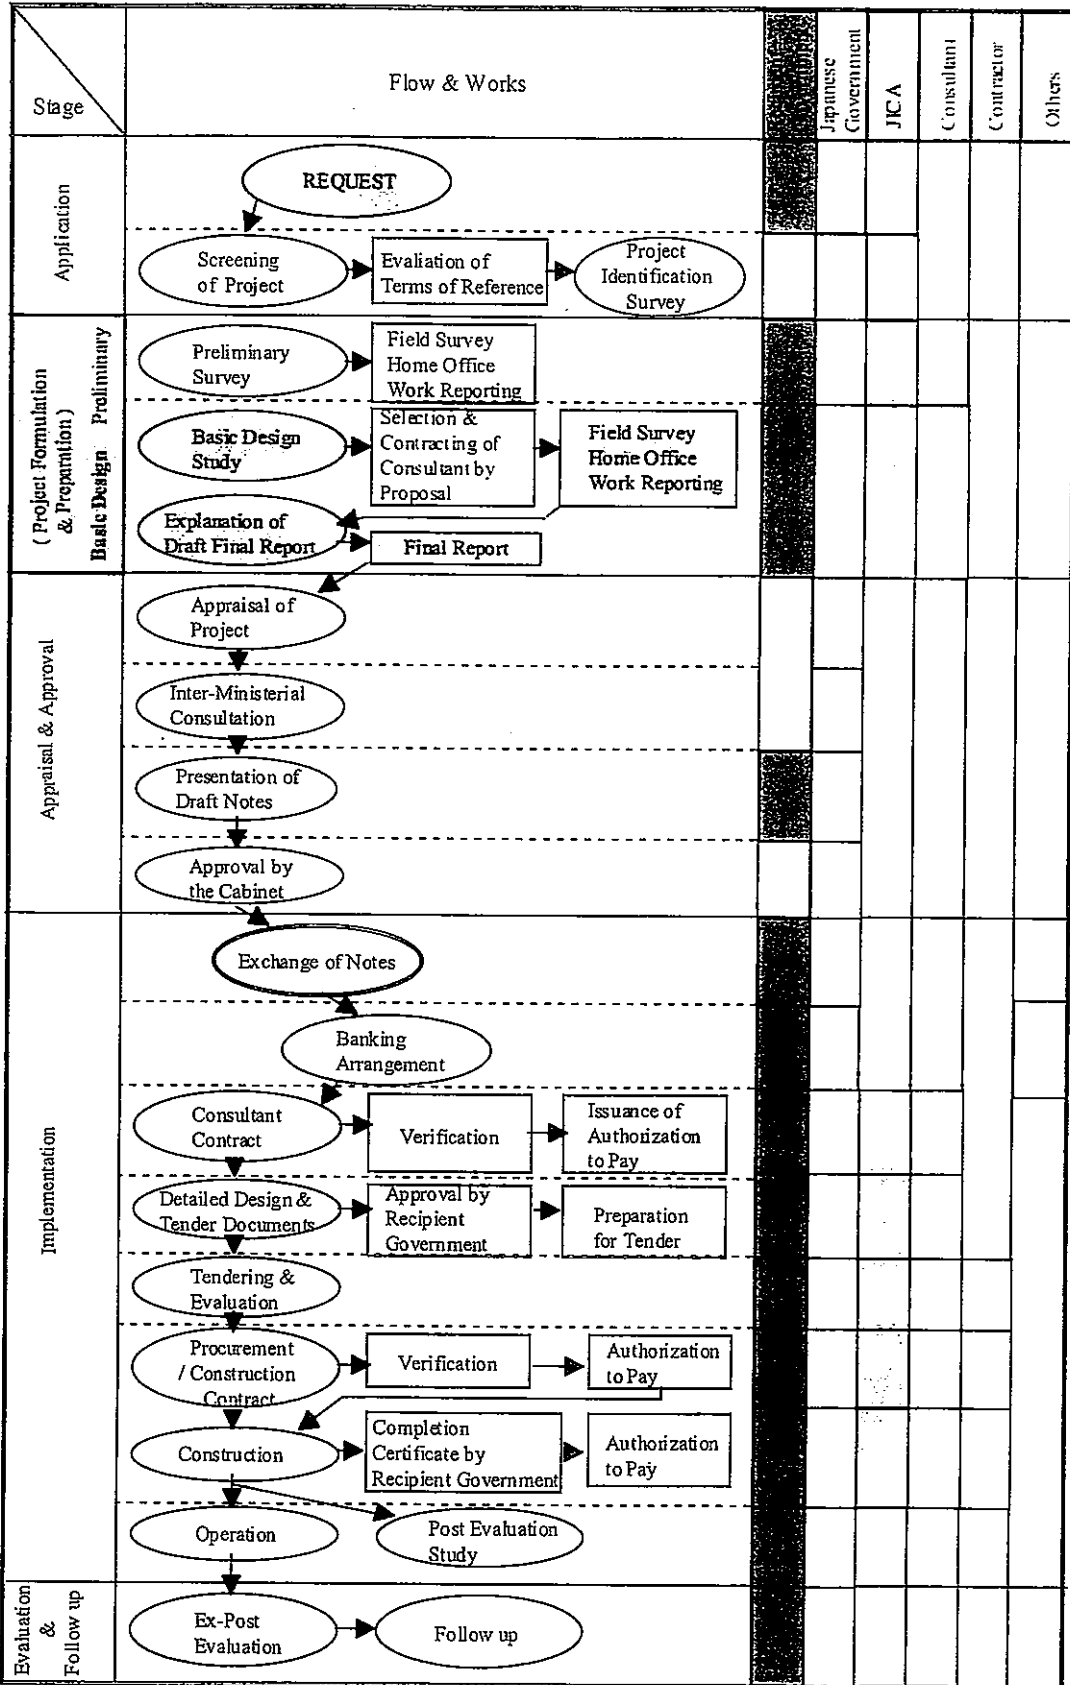 Stage
Flow & Works
Japanese
Government
JICA
Consultant
Contractor
Others
Application
REQUEST
Screening
of Project
Evaliation of
Terms of Reference
Project
Identification
Survey
( Project Formulation
& Preparation )
Basic Design Proliminary
Preliminary
Survey
Field Survey
Home Office
Work Reporting
Basic Design
Study
Selection &
Contracting of
Consultant by
Proposal
Field Survey
Home Office
Work Reporting
Explanation of
Draft Final Report
Final Report
Appraisal & Approval
Appraisal of
Project
Inter-Ministerial
Consultation
Presentation of
Draft Notes
Approval by
the Cabinet
Implementation
Exchange of Notes
Banking
Arrangement
Consultant
Contract
Verification
Issuance of
Authorization
to Pay
Detailed Design &
Tender Documents
Approval by
Recipient
Government
Preparation
for Tender
Tendering &
Evaluation
Procurement
/ Construction
Contract
Verification
Authorization
to Pay
Construction
Completion
Certificate by
Recipient Government
Authorization
to Pay
Operation
Post Evaluation
Study
Evaluation
&
Follow up
Ex-Post
Evaluation
Follow up